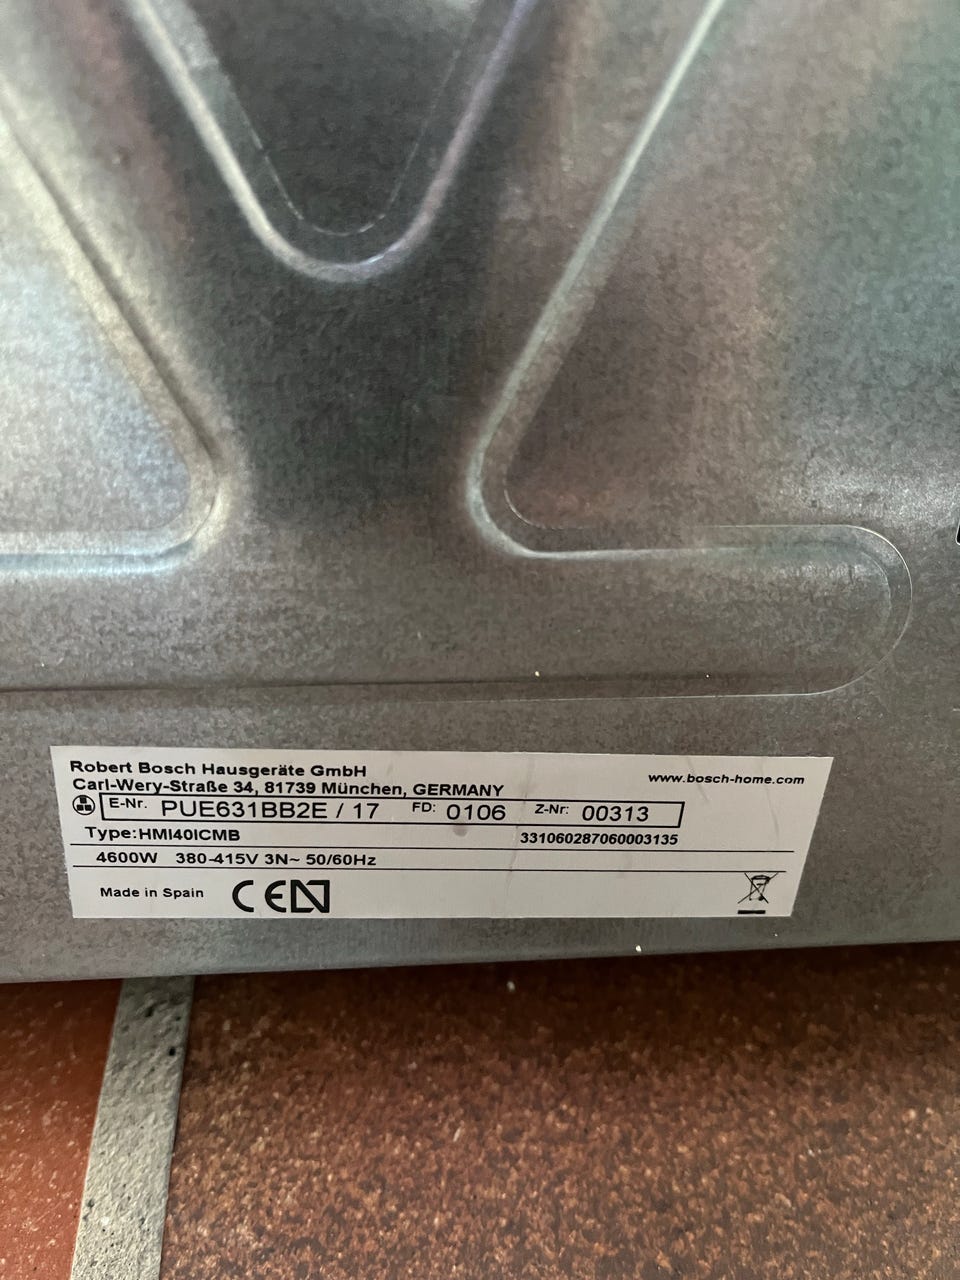 Robert Bosch Hausgeräte GmbH
www.bosch-home.com
Carl-Wery-Straße 34, 81739 München, GERMANY
E-Nr. PUE631BB2E / 17 FD: 0106 Z-Nr: 00313
Type:HMI40ICMB 331060287060003135
4600W 380-415V 3N~ 50/60Hz
Made in Spain CE N